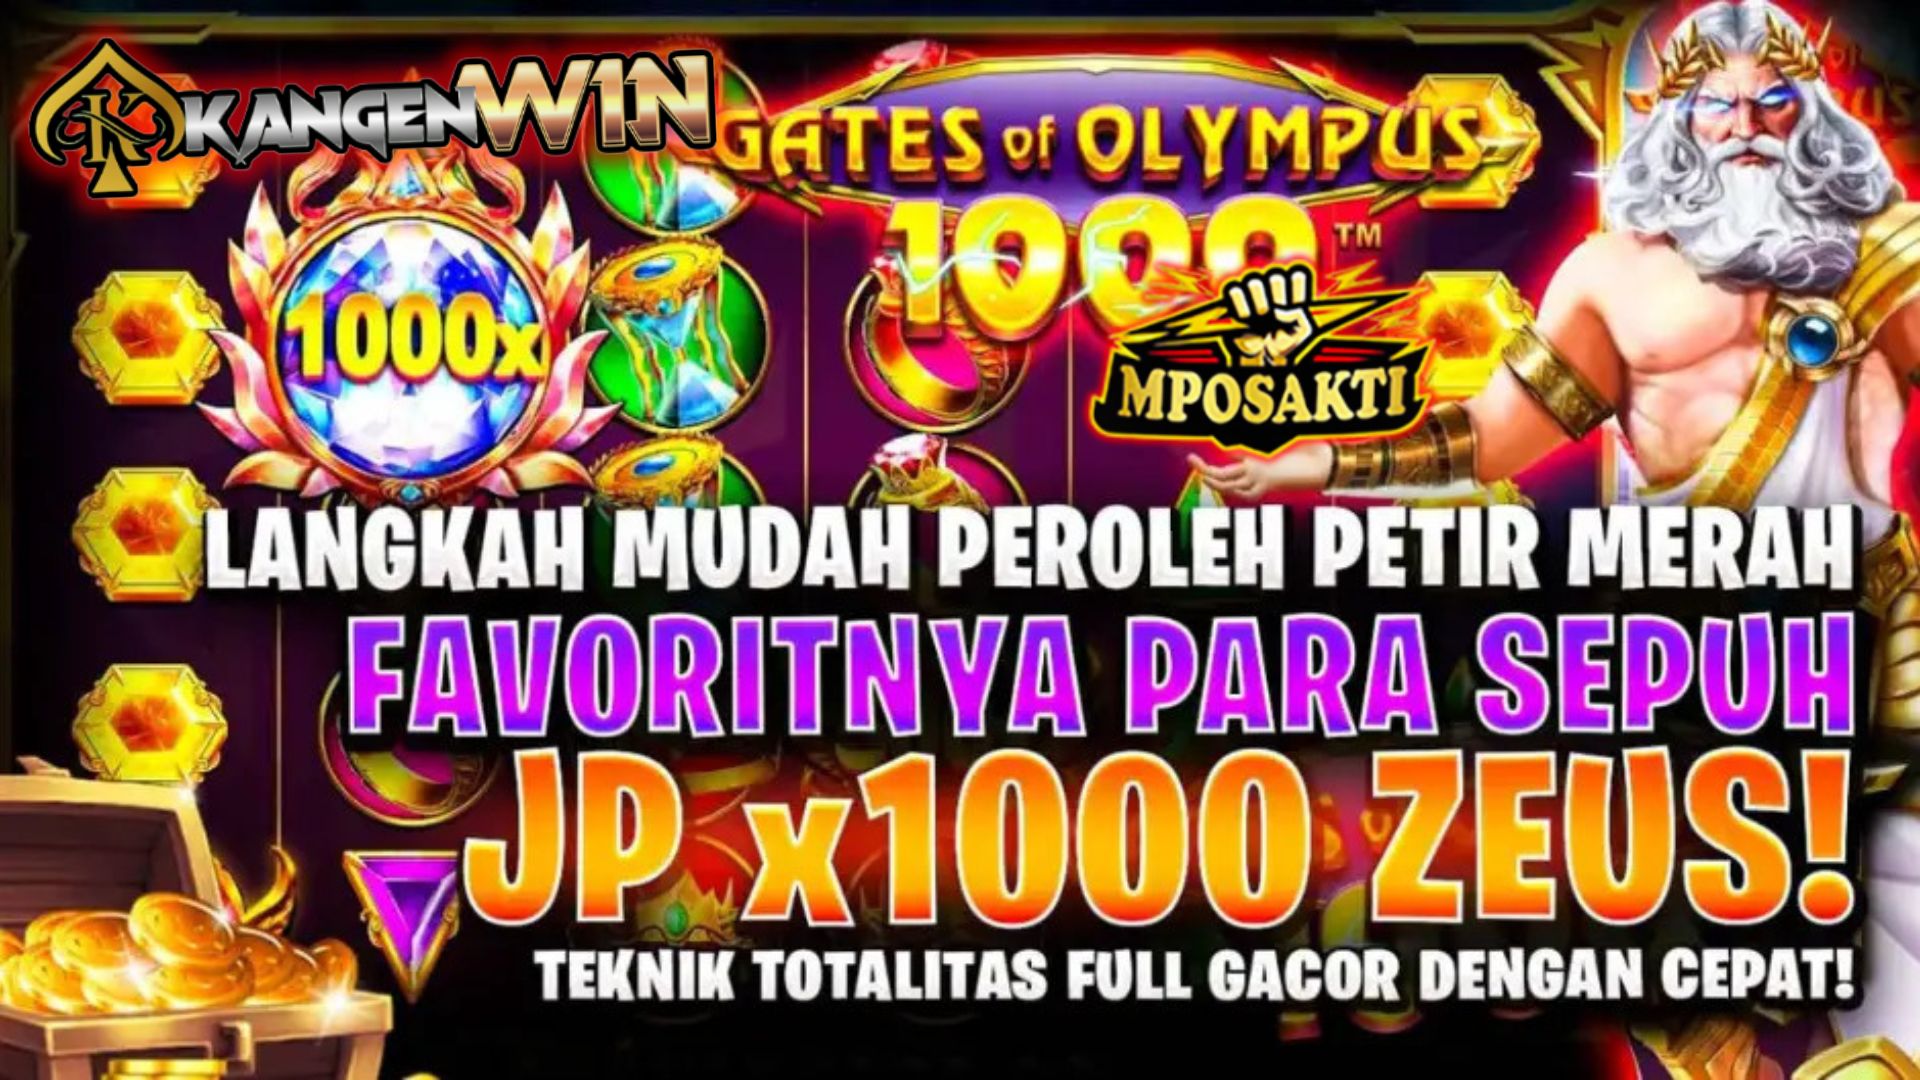 KANGENW1N
GATES of OLYMPUS
1000™
1000x
MPOSAKTI
LANGKAH MUDAH PEROLEH PETIR MERAH
FAVORITNYA PARA SEPUH
JP x1000 ZEUS!
TEKNIK TOTALITAS FULL GACOR DENGAN CEPAT!